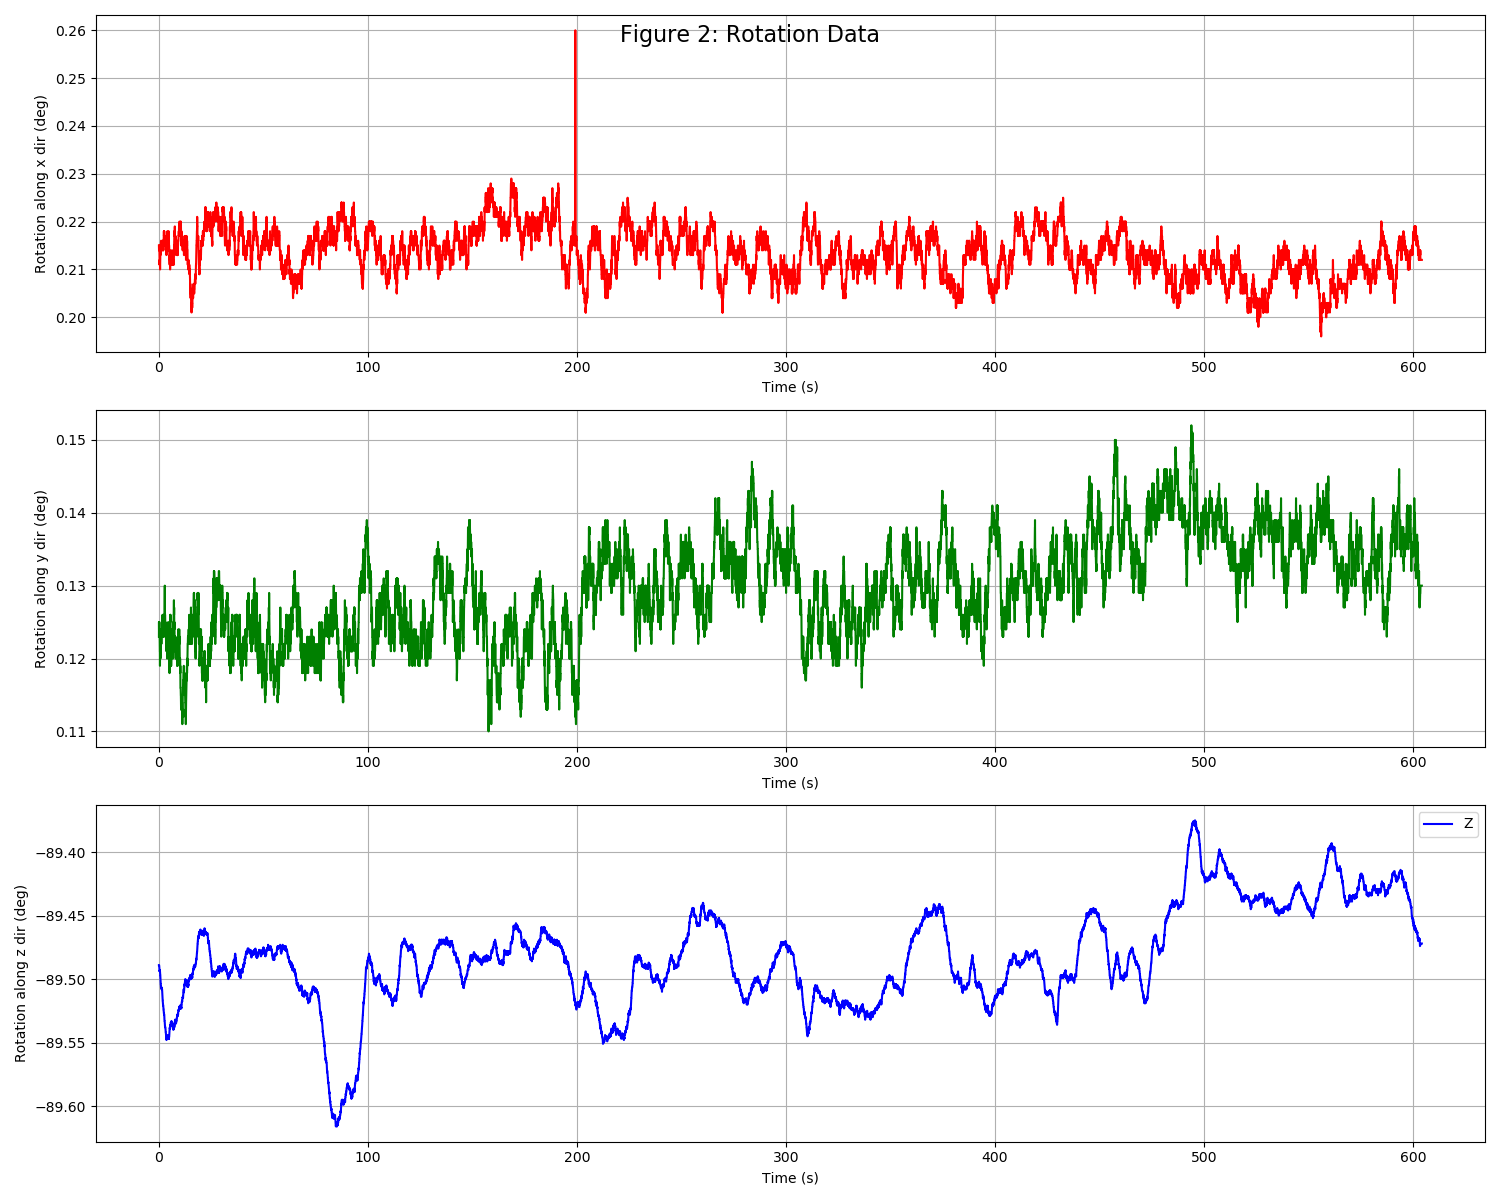 Figure 2: Rotation Data
0.26
0.25
0.24
0.23
0.22
0.21
0.20
Rotation along x dir (deg)
0 100 200 300 400 500 600
Time (s)
0.15
0.14
0.13
0.12
0.11
Rotation along y dir (deg)
0 100 200 300 400 500 600
Time (s)
Z
−89.40
−89.45
−89.50
−89.55
−89.60
Rotation along z dir (deg)
0 100 200 300 400 500 600
Time (s)